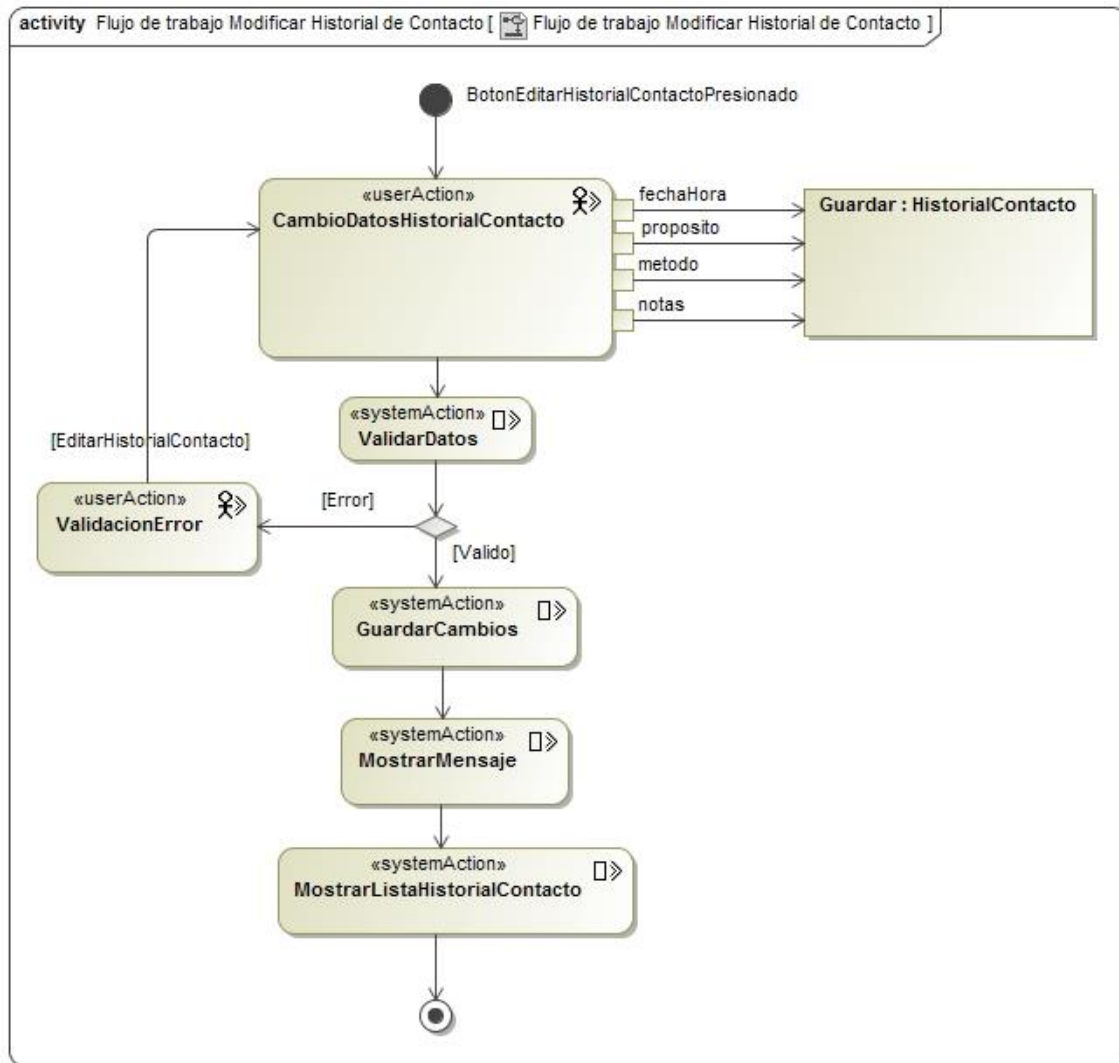 activity Flujo de trabajo Modificar Historial de Contacto [ Flujo de trabajo Modificar Historial de Contacto ]
BotonEditarHistorialContactoPresionado
«userAction»
CambioDatosHistorialContacto
fechaHora
proposito
metodo
notas
Guardar : HistorialContacto
«systemAction»
ValidarDatos
[EditarHistorialContacto]
«userAction»
ValidacionError
[Error]
[Valido]
«systemAction»
GuardarCambios
«systemAction»
MostrarMensaje
«systemAction»
MostrarListaHistorialContacto